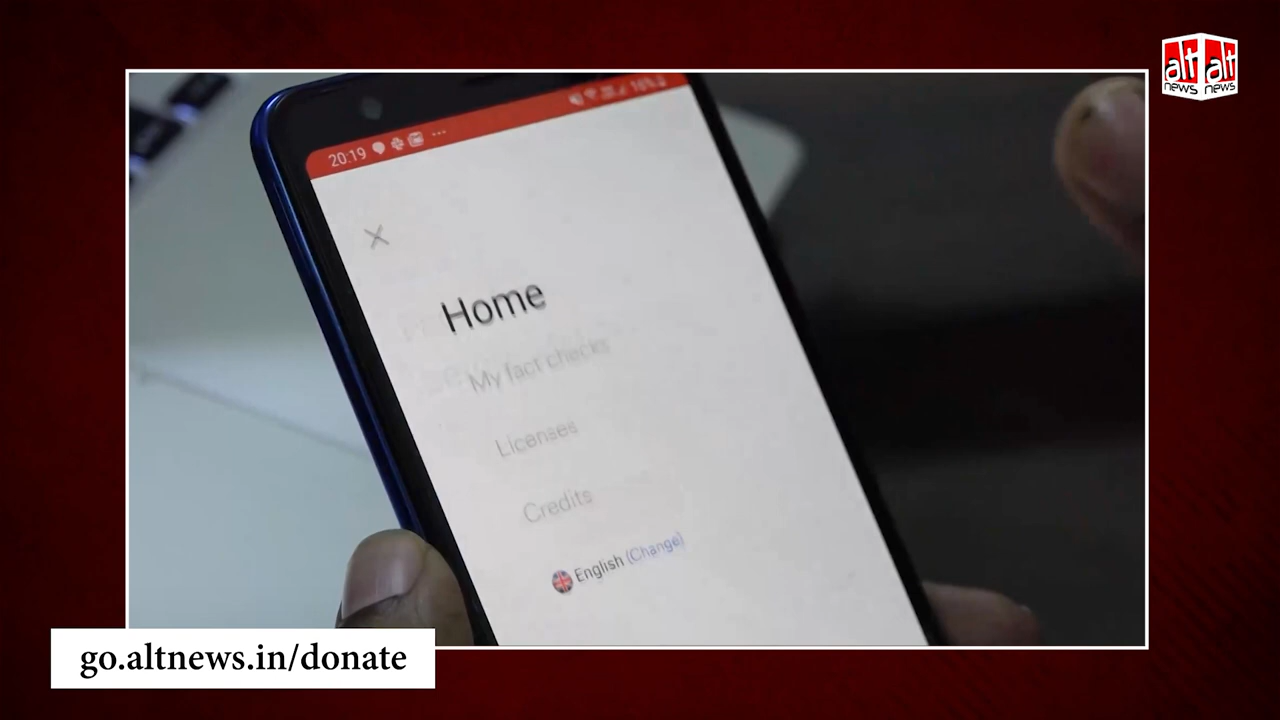 alt alt
news news
20:19
Home
My fact checks
Licenses
Credits
English (Change)
go.altnews.in/donate